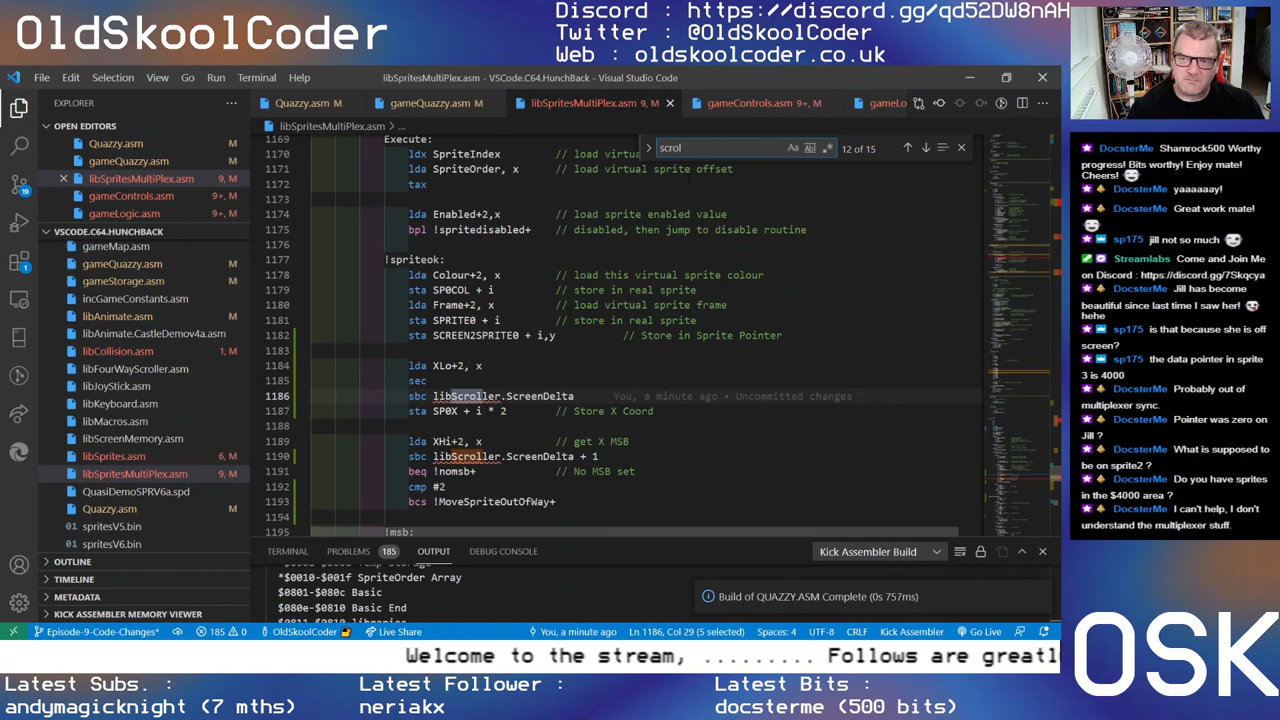 OldSkoolCoder
Discord : https://discord.gg/qd52DW8nAH
Twitter : @OldSkoolCoder
Web : oldskoolcoder.co.uk
File Edit Selection View Go Run Terminal Help
libSpritesMultiPlex.asm - VSCode.C64.HunchBack - Visual Studio Code
EXPLORER
OPEN EDITORS
Quazzy.asm M
gameQuazzy.asm M
libSpritesMultiPlex.asm 9, M
gameControls.asm 9+, M
gameLogic.asm 9+, M
VSCODE.C64.HUNCHBACK
gameMap.asm
gameQuazzy.asm M
gameStorage.asm M
incGameConstants.asm
libAnimate.asm M
libAnimate.CastleDemov4a.asm
libCollision.asm 1, M
libFourWayScroller.asm
libJoyStick.asm
libKeyboard.asm
libScreenMemory.asm
libSprites.asm 6, M
libSpritesMultiPlex.asm 9, M
QuasiDemoSPRV6a.spd
Quazzy.asm M
spritesV5.bin
spritesV6.bin
OUTLINE
TIMELINE
METADATA
KICK ASSEMBLER MEMORY VIEWER
19
1
Quazzy.asm M
gameQuazzy.asm M
libSpritesMultiPlex.asm 9, M
gameControls.asm 9+, M
gameLo
libSpritesMultiPlex.asm > ...
scrol
12 of 15
1169 Execute:
1170 ldx SpriteIndex // load virtua
1171 lda SpriteOrder, x // load virtual sprite offset
1172 tax
1173
1174 lda Enabled+2,x // load sprite enabled value
1175 bpl !spritedisabled+ // disabled, then jump to disable routine
1176
1177 !spriteok:
1178 lda Colour+2, x // load this virtual sprite colour
1179 sta SP0COL + i // store in real sprite
1180 lda Frame+2, x // load virtual sprite frame
1181 sta SPRITE0 + i // store in real sprite
1182 sta SCREEN1SPRITE0 + i,y // Store in Sprite Pointer
1183
1184 lda XLo+2, x
1185 sec
1186 sbc libScroller.ScreenDelta You, a minute ago • Uncommitted changes
1187 sta SP0X + i * 2 // Store X Coord
1188
1189 lda XHi+2, x // get X MSB
1190 sbc libScroller.ScreenDelta + 1
1191 beq !nomsb+ // No MSB set
1192 cmp #2
1193 bcs !MoveSpriteOutOfWay+
1194
1195 !msb:
TERMINAL PROBLEMS 185 OUTPUT DEBUG CONSOLE
Kick Assembler Build
*$0010-$001f SpriteOrder Array
$0801-$080c Basic
$080e-$0810 Basic End
Build of QUAZZY.ASM Complete (0s 757ms)
Episode-9-Code-Changes* 185 0 OldSkoolCoder Live Share You, a minute ago Ln 1186, Col 29 (5 selected) Spaces: 4 UTF-8 CRLF Kick Assembler Go Live
DocsterMe Shamrock500 Worthy progress! Bits worthy! Enjoy mate! Cheers!
DocsterMe yaaaaaay!
DocsterMe Great work mate!
sp175 jill not so much
Streamlabs Come and Join Me on Discord : https://discord.gg/7Skqcya
DocsterMe Jill has become beautiful since last time I saw her! hehe
sp175 is that because she is off screen?
sp175 the data pointer in sprite 3 is 4000
DocsterMe Probably out of multiplexer sync.
DocsterMe Pointer was zero on Jill ?
DocsterMe What is supposed to be on sprite2 ?
DocsterMe Do you have sprites in the $4000 area ?
DocsterMe I can't help, I don't understand the multiplexer stuff.
Welcome to the stream, ......... Follows are greatl
Latest Subs. :
andymagicknight (7 mths)
Latest Follower :
neriakx
Latest Bits :
docsterme (500 bits)
OSK